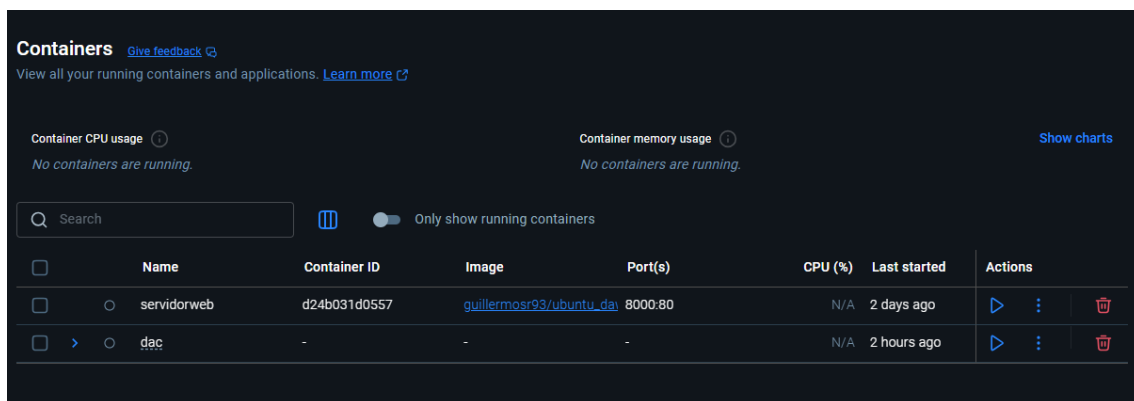 Containers Give feedback
View all your running containers and applications. Learn more
Container CPU usage Container memory usage Show charts
No containers are running. No containers are running.
Search Only show running containers
Name Container ID Image Port(s) CPU (%) Last started Actions
servidorweb d24b031d0557 guillermosr93/ubuntu_da 8000:80 N/A 2 days ago
dac - - - N/A 2 hours ago